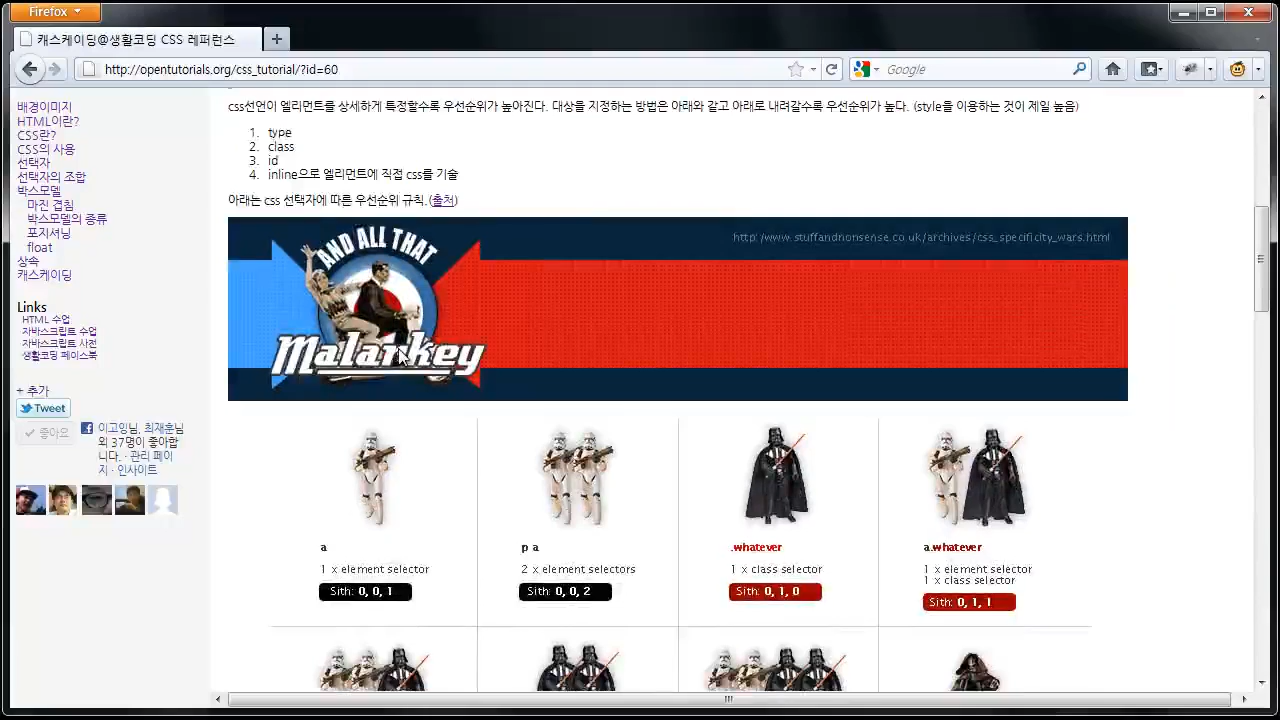 Firefox
캐스케이딩@생활코딩 CSS 레퍼런스
http://opentutorials.org/css_tutorial/?id=60
Google
배경이미지
HTML이란?
CSS란?
CSS의 사용
선택자
선택자의 조합
박스모델
마진 겹침
박스모델의 종류
포지셔닝
float
상속
캐스케이딩
Links
HTML 수업
자바스크립트 수업
자바스크립트 사전
생활코딩 페이스북
+ 추가
Tweet
좋아요
이고잉님, 최재훈님
외 37명이 좋아합
니다. · 관리 페이
지 · 인사이트
css선언이 엘리먼트를 상세하게 특정할수록 우선순위가 높아진다. 대상을 지정하는 방법은 아래와 같고 아래로 내려갈수록 우선순위가 높다. (style을 이용하는 것이 제일 높음)
1. type
2. class
3. id
4. inline으로 엘리먼트에 직접 css를 기술
아래는 css 선택자에 따른 우선순위 규칙.(출처)
AND ALL THAT
Malarkey
http://www.stuffandnonsense.co.uk/archives/css_specificity_wars.html
a
1 x element selector
Sith: 0, 0, 1
p a
2 x element selectors
Sith: 0, 0, 2
.whatever
1 x class selector
Sith: 0, 1, 0
a.whatever
1 x element selector
1 x class selector
Sith: 0, 1, 1